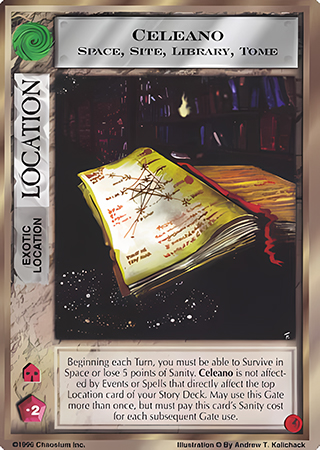 CELEANO
SPACE, SITE, LIBRARY, TOME
LOCATION
EXOTIC
LOCATION
Beginning each Turn, you must be able to Survive in
Space or lose 5 points of Sanity. Celeano is not affect-
ed by Events or Spells that directly affect the top
Location card of your Story Deck. May use this Gate
more than once, but must pay this card's Sanity cost
for each subsequent Gate use.
-2
©1996 Chaosium Inc.
Illustration © By Andrew T. Kalichack